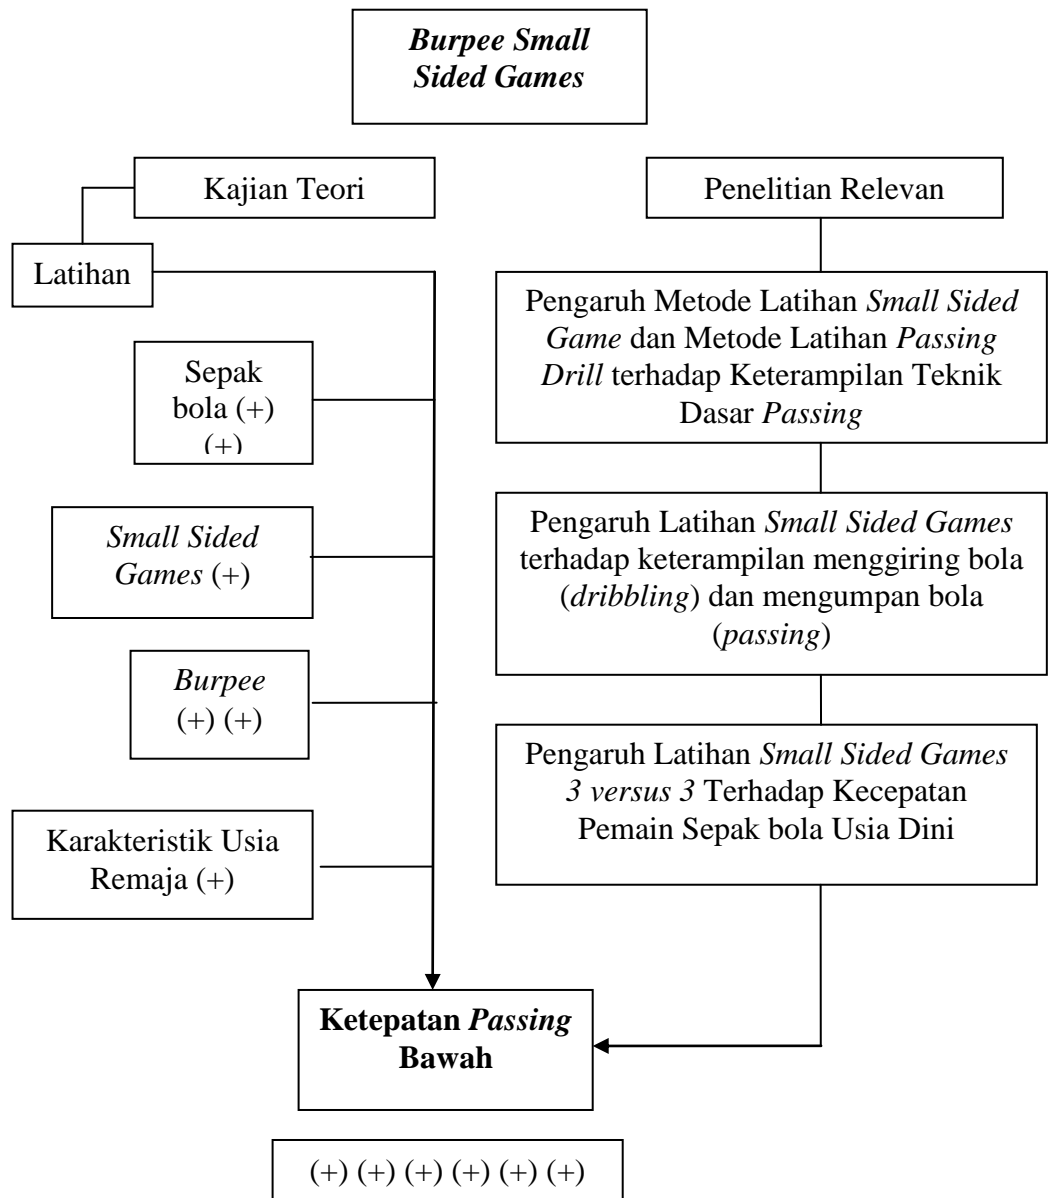 Burpee Small
Sided Games
Kajian Teori
Latihan
Sepak
bola (+)
(+)
Small Sided
Games (+)
Burpee
(+) (+)
Karakteristik Usia
Remaja (+)
Penelitian Relevan
Pengaruh Metode Latihan Small Sided
Game dan Metode Latihan Passing
Drill terhadap Keterampilan Teknik
Dasar Passing
Pengaruh Latihan Small Sided Games
terhadap keterampilan menggiring bola
(dribbling) dan mengumpan bola
(passing)
Pengaruh Latihan Small Sided Games
3 versus 3 Terhadap Kecepatan
Pemain Sepak bola Usia Dini
Ketepatan Passing
Bawah
(+) (+) (+) (+) (+) (+)